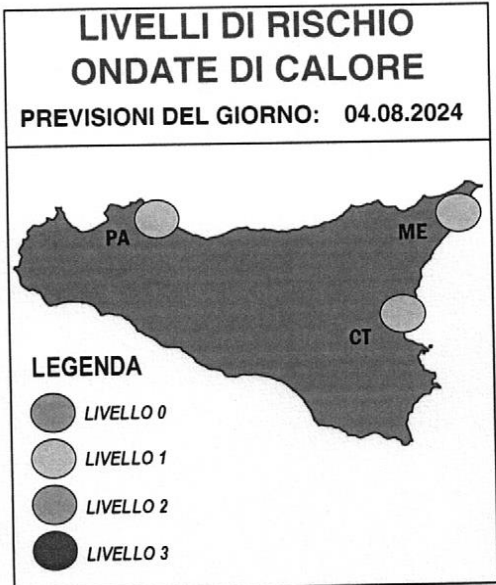 LIVELLI DI RISCHIO
ONDATE DI CALORE
PREVISIONI DEL GIORNO: 04.08.2024
PA
ME
CT
LEGENDA
LIVELLO 0
LIVELLO 1
LIVELLO 2
LIVELLO 3